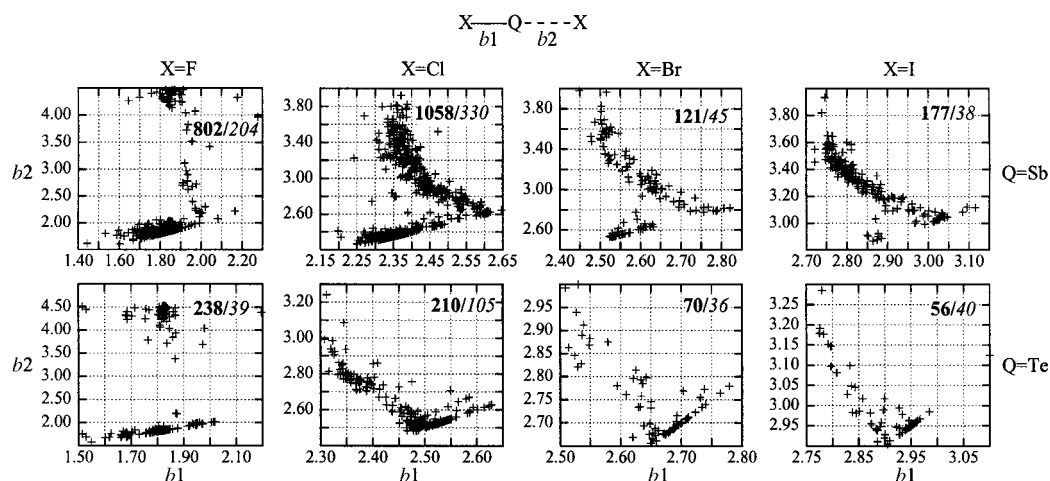 X—Q----X
b1 b2
X=F X=Cl X=Br X=I
4.00 3.80 3.80 3.80
802/204 1058/330 121/45 177/38
3.50 3.40 3.40 3.60
b2 3.00 3.00 3.00 3.40 Q=Sb
2.50 3.20
2.00 2.60 2.60 3.00
1.40 1.60 1.80 2.00 2.20 2.15 2.25 2.35 2.45 2.55 2.65 2.40 2.50 2.60 2.70 2.80 2.70 2.80 2.90 3.00 3.10
4.50 3.20 2.95 3.25
238/39 210/105 70/36 56/40
4.00 3.00 2.90 3.20
3.50 2.85 3.15
b2 3.00 2.80 2.80 3.10 Q=Te
2.50 2.75 3.05
2.00 2.60 2.70 3.00
2.95
1.50 1.70 1.90 2.10 2.30 2.40 2.50 2.60 2.50 2.60 2.70 2.80 2.75 2.85 2.95 3.05
b1 b1 b1 b1